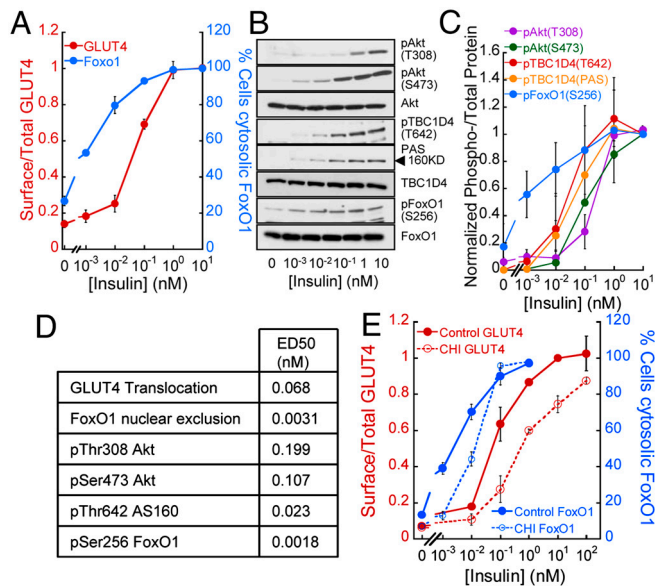 A
GLUT4
Foxo1
Surface/Total GLUT4
1.2
1
0.8
0.6
0.4
0.2
0
120
100
80
60
40
20
0
% Cells cytosolic FoxO1
0 10-3 10-2 10-1 100 101
[Insulin] (nM)
B
pAkt
(T308)
pAkt
(S473)
Akt
pTBC1D4
(T642)
PAS
160KD
TBC1D4
pFoxO1
(S256)
FoxO1
0 10-3 10-2 10-1 1 10
[Insulin] (nM)
C
pAkt(T308)
pAkt(S473)
pTBC1D4(T642)
pTBC1D4(PAS)
pFoxO1(S256)
Normalized Phospho-/Total Protein
1.6
1.4
1.2
1
0.8
0.6
0.4
0.2
0
0 10-3 10-2 10-1 100 101
[Insulin] (nM)
D
ED50
(nM)
GLUT4 Translocation 0.068
FoxO1 nuclear exclusion 0.0031
pThr308 Akt 0.199
pSer473 Akt 0.107
pThr642 AS160 0.023
pSer256 FoxO1 0.0018
E
Control GLUT4
CHI GLUT4
Surface/Total GLUT4
1.2
1
0.8
0.6
0.4
0.2
0
120
100
80
60
40
20
0
% Cells cytosolic FoxO1
Control FoxO1
CHI FoxO1
0 10-3 10-2 10-1 100 101 102
[Insulin] (nM)